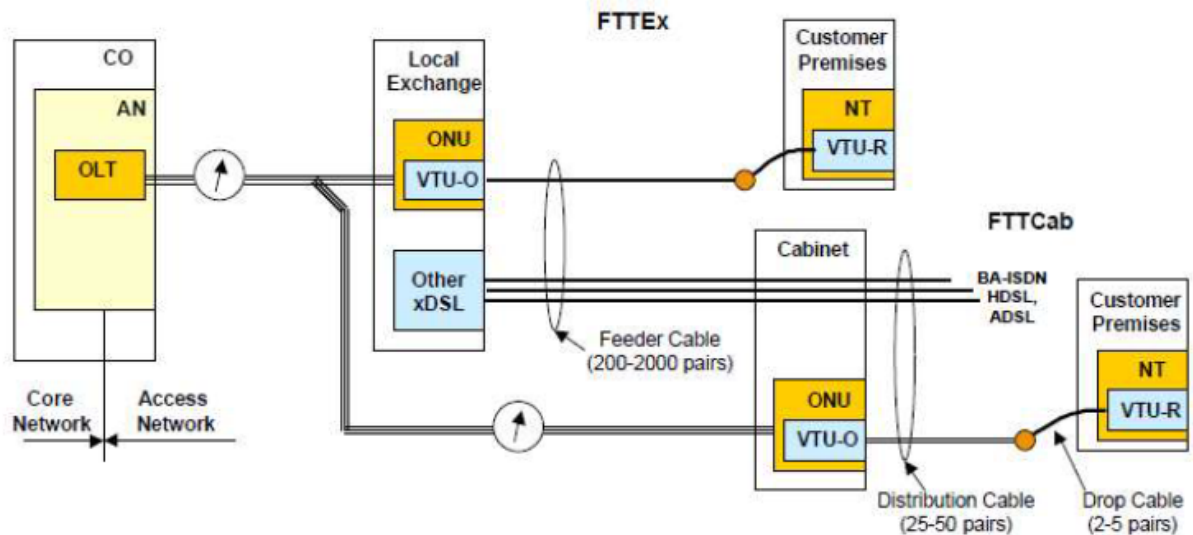 FTTEx
CO
AN
OLT
Local
Exchange
ONU
VTU-O
Other
xDSL
Customer
Premises
NT
VTU-R
FTTCab
Cabinet
BA-ISDN
HDSL,
ADSL
Feeder Cable
(200-2000 pairs)
Customer
Premises
NT
VTU-R
ONU
VTU-O
Core
Network
Access
Network
Distribution Cable
(25-50 pairs)
Drop Cable
(2-5 pairs)